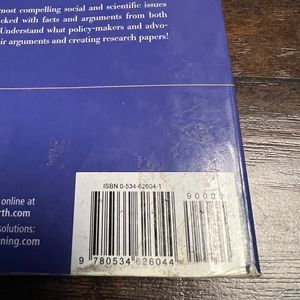 most compelling social and scientific issues
cked with facts and arguments from both
Understand what policy-makers and advo-
ir arguments and creating research papers!
online at
rth.com
solutions:
rning.com
ISBN 0-534-62604-1
9 780534 626044